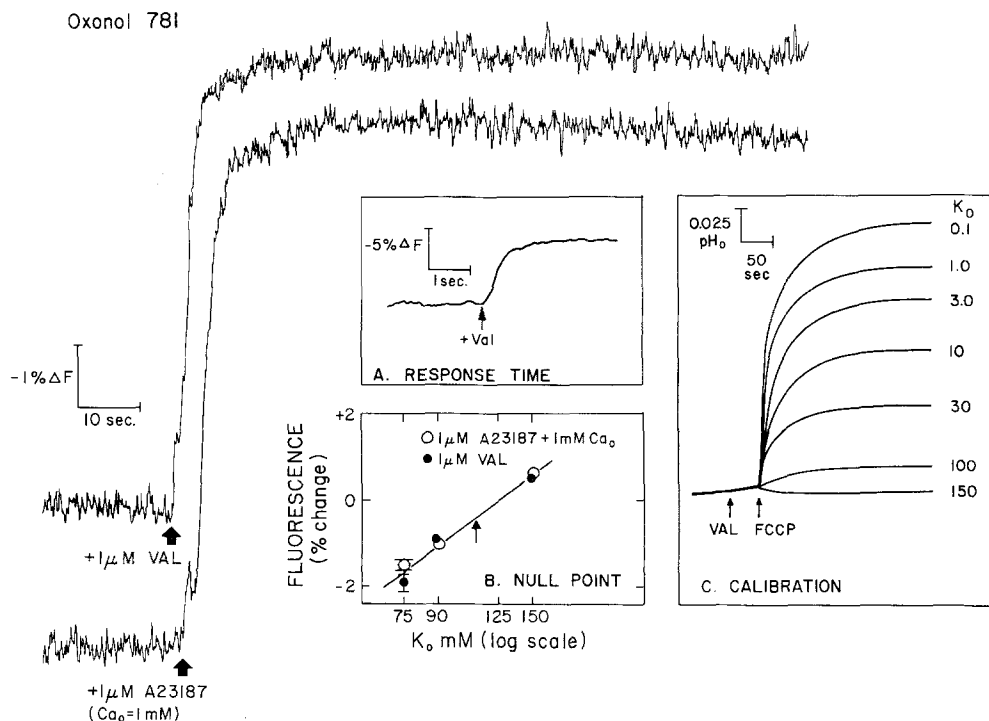 Oxonol 781
-1% ΔF
10 sec.
+1μM VAL
+1μM A23187
(Ca₀=1mM)
-5% ΔF
1 sec.
+Val
A. RESPONSE TIME
FLUORESCENCE
(% change)
+2
0
-2
○ 1μM A23187+1mM Ca₀
● 1μM VAL
B. NULL POINT
75 90 125 150
K₀ mM (log scale)
0.025
pH₀
50
sec
K₀
0.1
1.0
3.0
10
30
100
150
VAL FCCP
C. CALIBRATION